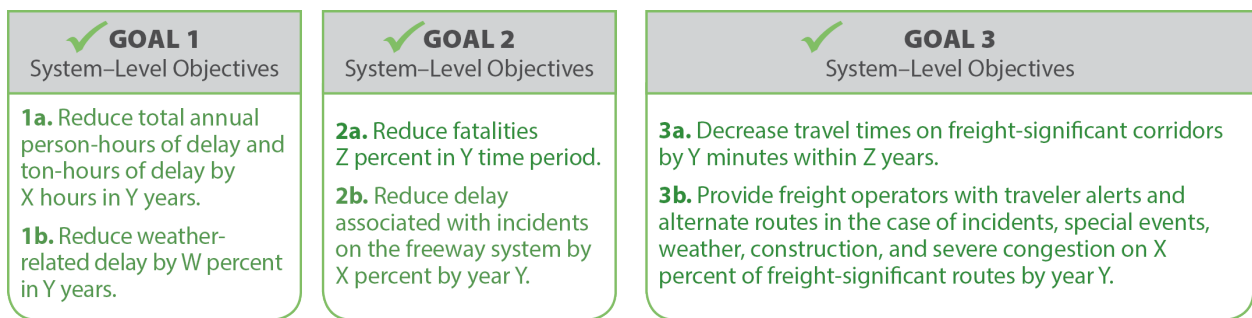 GOAL 1
System–Level Objectives
1a. Reduce total annual
person-hours of delay and
ton-hours of delay by
X hours in Y years.
1b. Reduce weather-
related delay by W percent
in Y years.
GOAL 2
System–Level Objectives
2a. Reduce fatalities
Z percent in Y time period.
2b. Reduce delay
associated with incidents
on the freeway system by
X percent by year Y.
GOAL 3
System–Level Objectives
3a. Decrease travel times on freight-significant corridors
by Y minutes within Z years.
3b. Provide freight operators with traveler alerts and
alternate routes in the case of incidents, special events,
weather, construction, and severe congestion on X
percent of freight-significant routes by year Y.